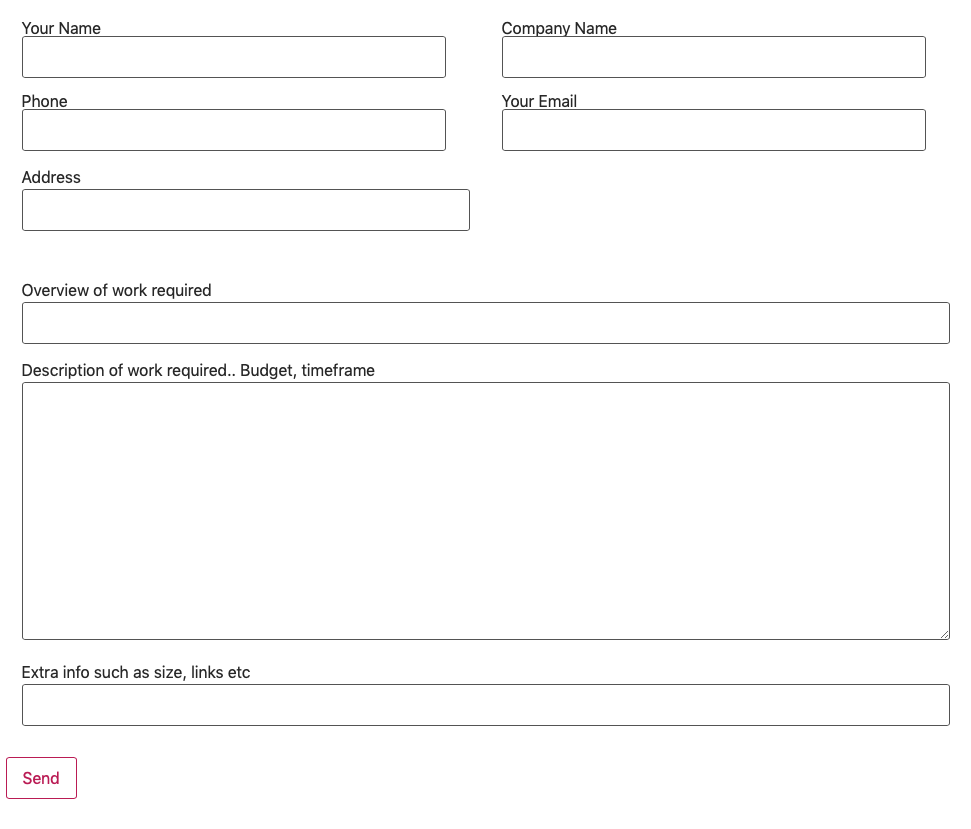 Your Name
Company Name
Phone
Your Email
Address
Overview of work required
Description of work required.. Budget, timeframe
Extra info such as size, links etc
Send